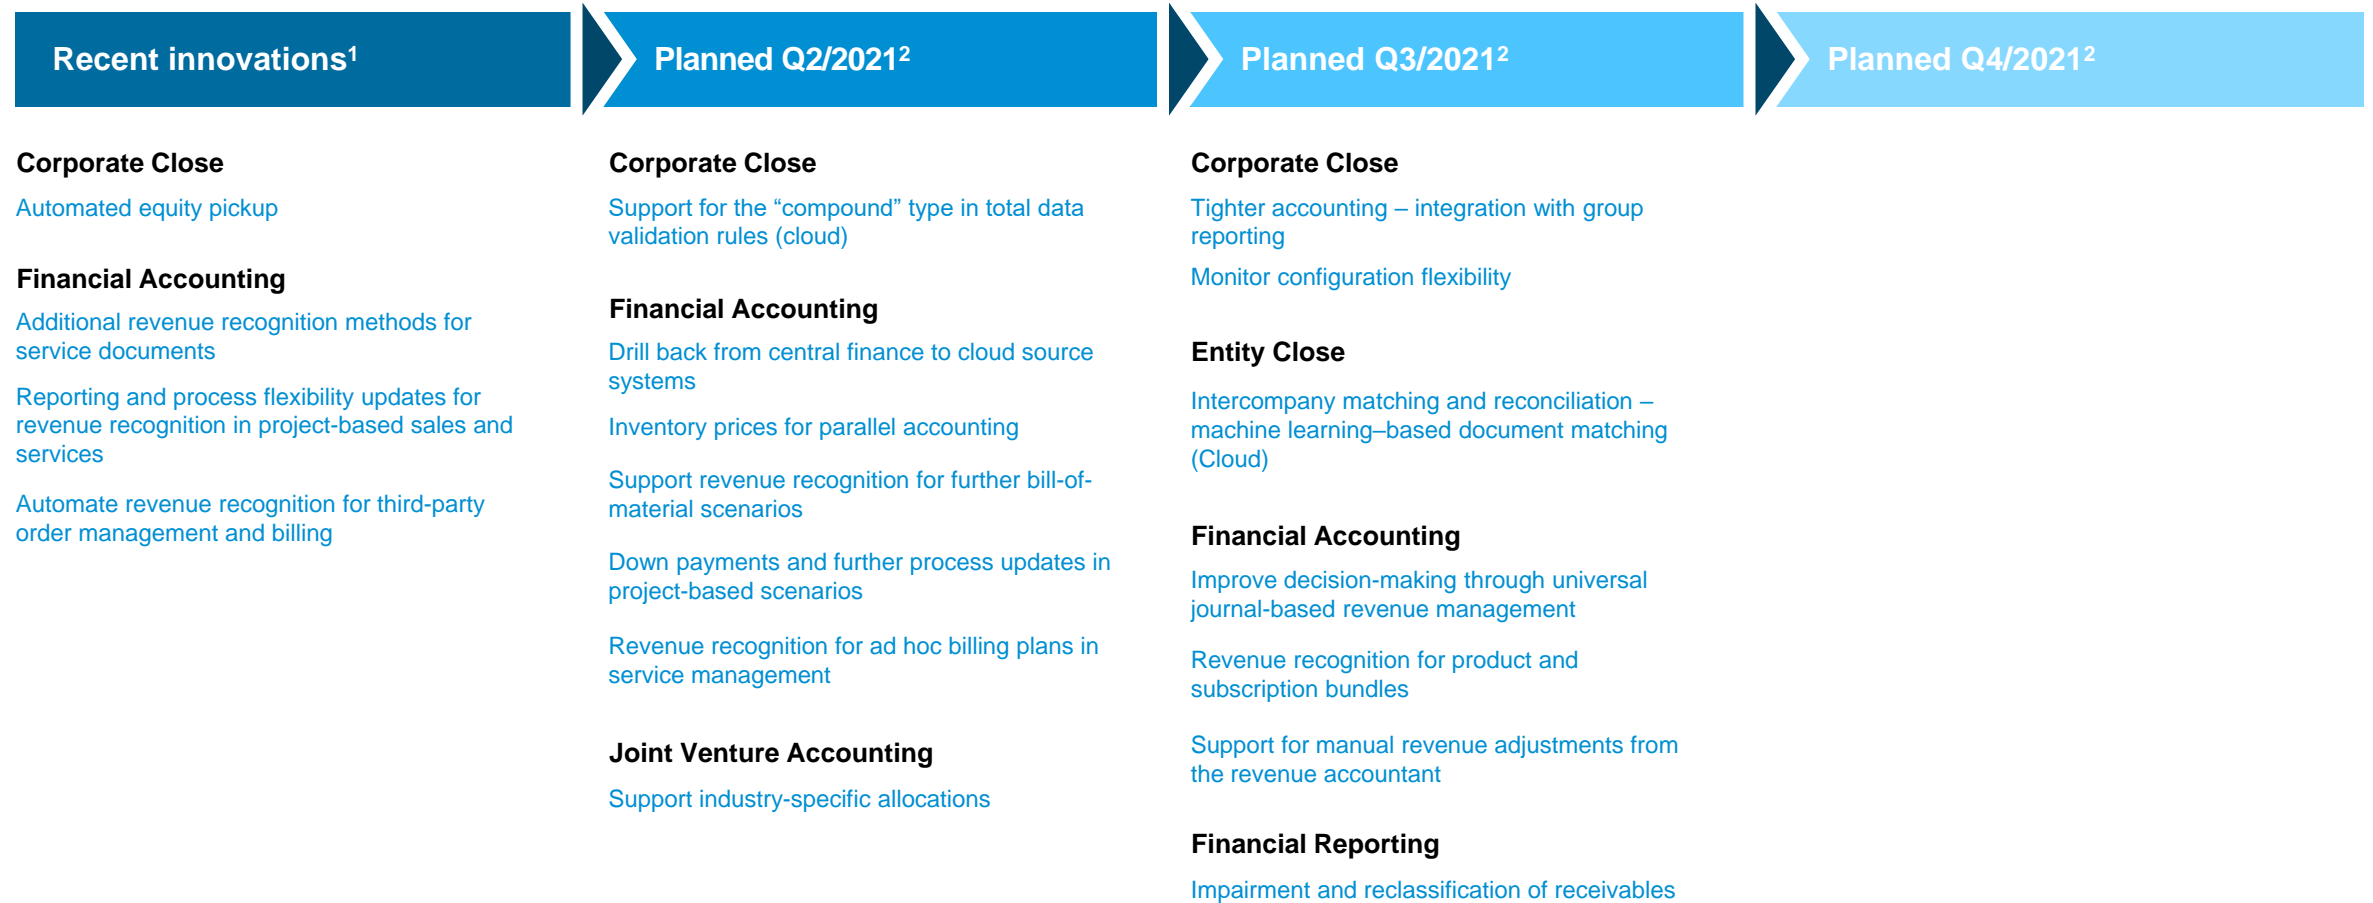 Recent innovations¹
Planned Q2/2021²
Planned Q3/2021²
Planned Q4/2021²
Corporate Close
Automated equity pickup
Financial Accounting
Additional revenue recognition methods for
service documents
Reporting and process flexibility updates for
revenue recognition in project-based sales and
services
Automate revenue recognition for third-party
order management and billing
Corporate Close
Support for the “compound” type in total data
validation rules (cloud)
Financial Accounting
Drill back from central finance to cloud source
systems
Inventory prices for parallel accounting
Support revenue recognition for further bill-of-
material scenarios
Down payments and further process updates in
project-based scenarios
Revenue recognition for ad hoc billing plans in
service management
Joint Venture Accounting
Support industry-specific allocations
Corporate Close
Tighter accounting – integration with group
reporting
Monitor configuration flexibility
Entity Close
Intercompany matching and reconciliation –
machine learning–based document matching
(Cloud)
Financial Accounting
Improve decision-making through universal
journal-based revenue management
Revenue recognition for product and
subscription bundles
Support for manual revenue adjustments from
the revenue accountant
Financial Reporting
Impairment and reclassification of receivables